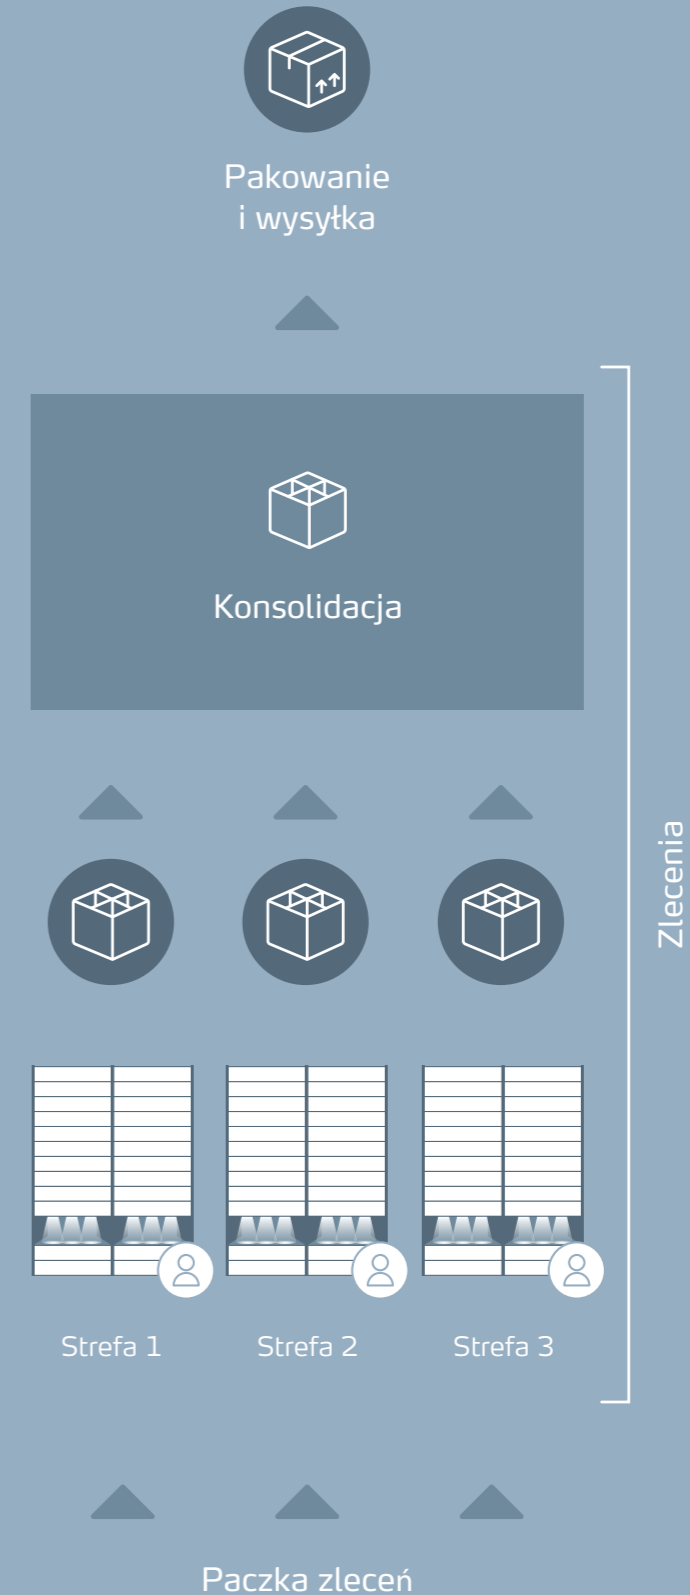 Pakowanie
i wysyłka
Konsolidacja
Zlecenia
Strefa 1
Strefa 2
Strefa 3
Paczka zleceń